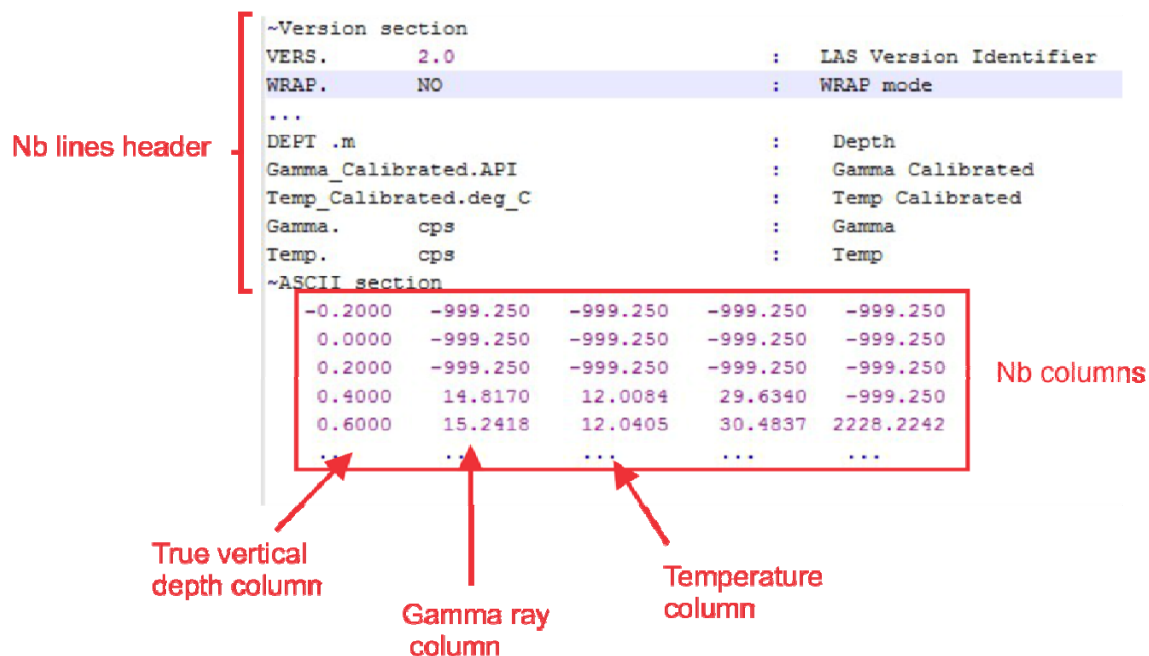 ~Version section
VERS. 2.0 : LAS Version Identifier
WRAP. NO : WRAP mode
...
Nb lines header
DEPT .m : Depth
Gamma_Calibrated.API : Gamma Calibrated
Temp_Calibrated.deg_C : Temp Calibrated
Gamma. cps : Gamma
Temp. cps : Temp
~ASCII section
-0.2000 -999.250 -999.250 -999.250 -999.250
0.0000 -999.250 -999.250 -999.250 -999.250
0.2000 -999.250 -999.250 -999.250 -999.250
Nb columns
0.4000 14.8170 12.0084 29.6340 -999.250
0.6000 15.2418 12.0405 30.4837 2228.2242
... ... ... ... ...
True vertical
depth column
Gamma ray
column
Temperature
column